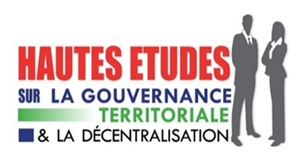 HAUTES ETUDES
SUR LA GOUVERNANCE
TERRITORIALE
& LA DÉCENTRALISATION